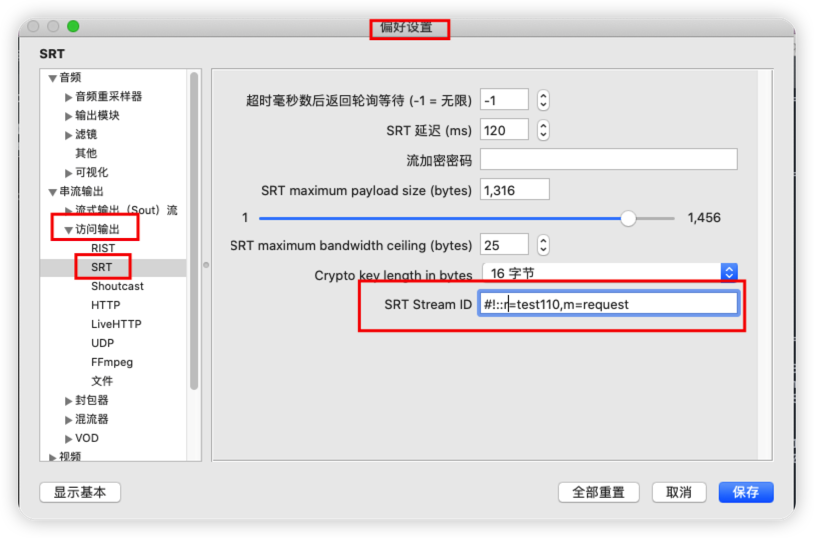 偏好设置
SRT
音频
音频重采样器
输出模块
滤镜
其他
可视化
串流输出
流式输出（Sout）流
访问输出
RIST
SRT
Shoutcast
HTTP
LiveHTTP
UDP
FFmpeg
文件
封包器
混流器
VOD
视频
超时毫秒数后返回轮询等待 (-1 = 无限) -1
SRT 延迟 (ms) 120
流加密密码
SRT maximum payload size (bytes) 1,316
1 1,456
SRT maximum bandwidth ceiling (bytes) 25
Crypto key length in bytes 16 字节
SRT Stream ID #!::r=test110,m=request
显示基本 全部重置 取消 保存